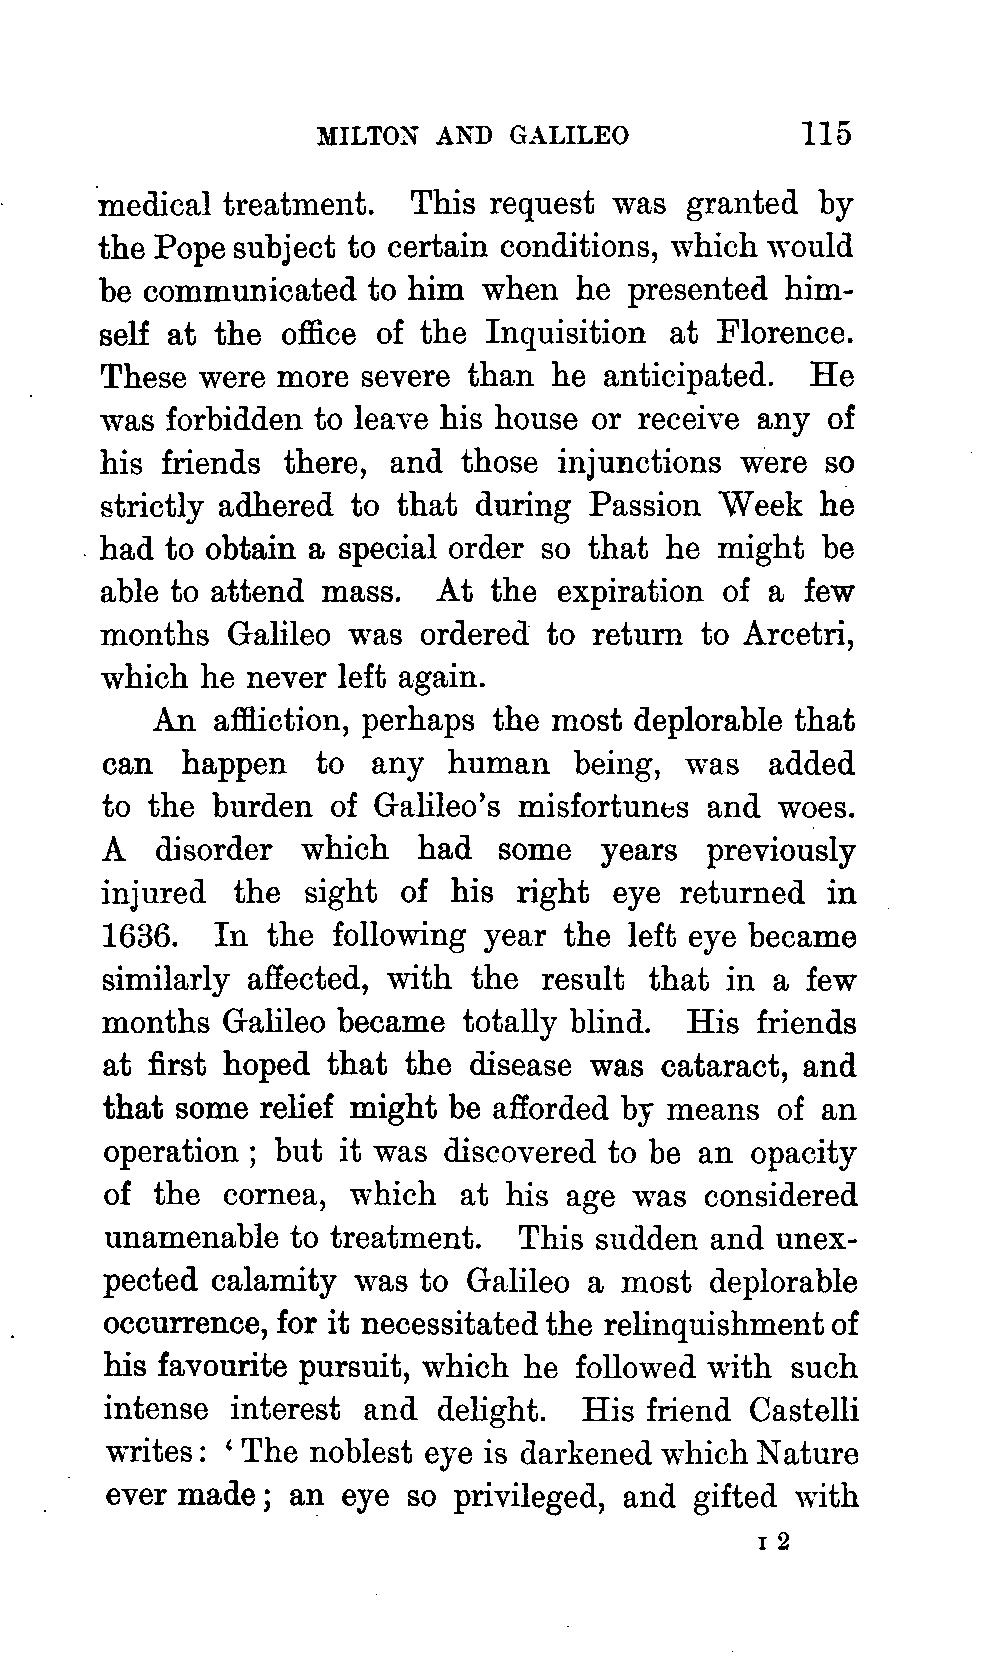 MILTON AND GALILEO 115
medical treatment. This request was granted by
the Pope subject to certain conditions, which would
be communicated to him when he presented him-
self at the office of the Inquisition at Florence.
These were more severe than he anticipated. He
was forbidden to leave his house or receive any of
his friends there, and those injunctions were so
strictly adhered to that during Passion Week he
had to obtain a special order so that he might be
able to attend mass. At the expiration of a few
months Galileo was ordered to return to Arcetri,
which he never left again.
An affliction, perhaps the most deplorable that
can happen to any human being, was added
to the burden of Galileo's misfortunes and woes.
A disorder which had some years previously
injured the sight of his right eye returned in
1636. In the following year the left eye became
similarly affected, with the result that in a few
months Galileo became totally blind. His friends
at first hoped that the disease was cataract, and
that some relief might be afforded by means of an
operation ; but it was discovered to be an opacity
of the cornea, which at his age was considered
unamenable to treatment. This sudden and unex-
pected calamity was to Galileo a most deplorable
occurrence, for it necessitated the relinquishment of
his favourite pursuit, which he followed with such
intense interest and delight. His friend Castelli
writes: ‘ The noblest eye is darkened which Nature
ever made ; an eye so privileged, and gifted with
I 2